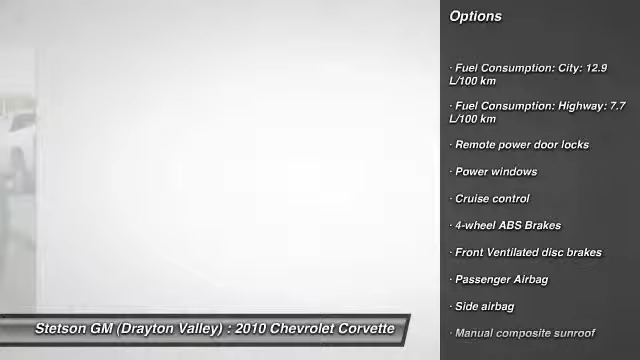 Options
· Fuel Consumption: City: 12.9
L/100 km
· Fuel Consumption: Highway: 7.7
L/100 km
· Remote power door locks
· Power windows
· Cruise control
· 4-wheel ABS Brakes
· Front Ventilated disc brakes
· Passenger Airbag
· Side airbag
· Manual composite sunroof
Stetson GM (Drayton Valley) : 2010 Chevrolet Corvette